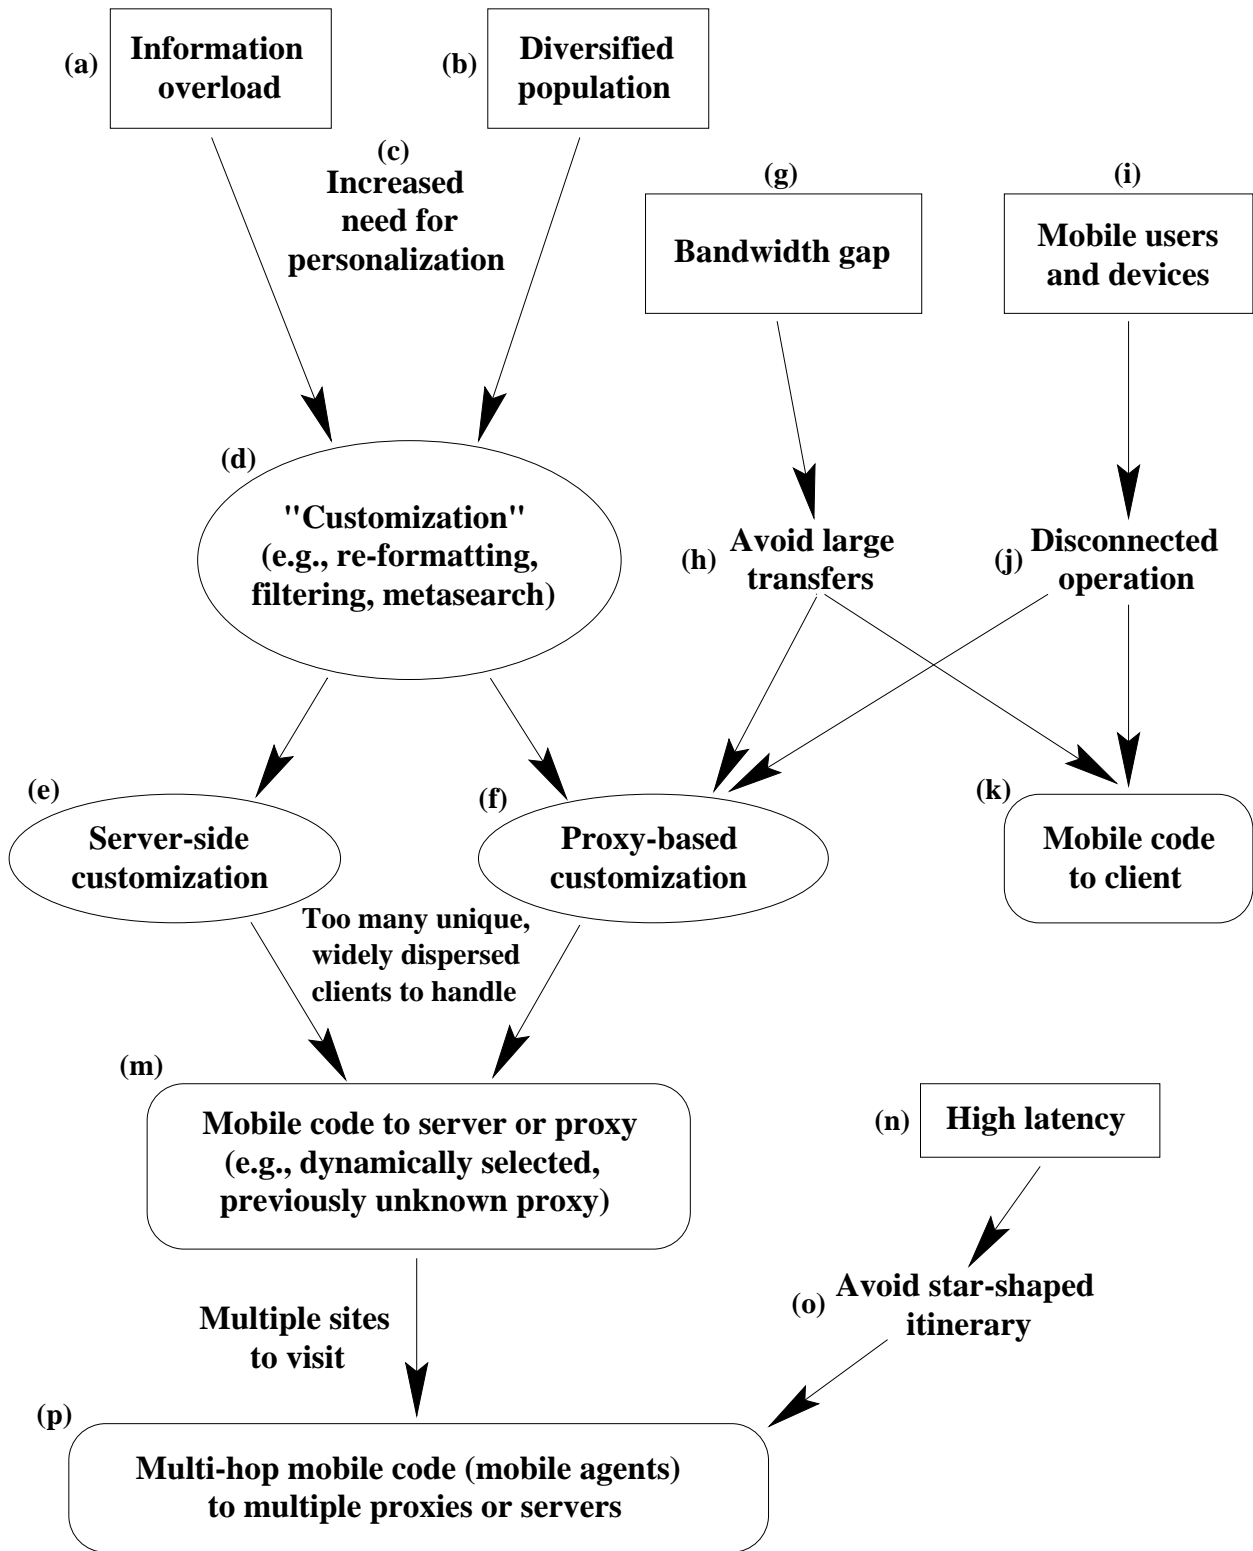 (a)
Information
overload
(b)
Diversified
population
(c)
Increased
need for
personalization
(g)
Bandwidth gap
(i)
Mobile users
and devices
(d)
"Customization"
(e.g., re-formatting,
filtering, metasearch)
(h)
Avoid large
transfers
(j)
Disconnected
operation
(e)
Server-side
customization
(f)
Proxy-based
customization
(k)
Mobile code
to client
Too many unique,
widely dispersed
clients to handle
(m)
Mobile code to server or proxy
(e.g., dynamically selected,
previously unknown proxy)
(n)
High latency
Multiple sites
to visit
(o)
Avoid star-shaped
itinerary
(p)
Multi-hop mobile code (mobile agents)
to multiple proxies or servers